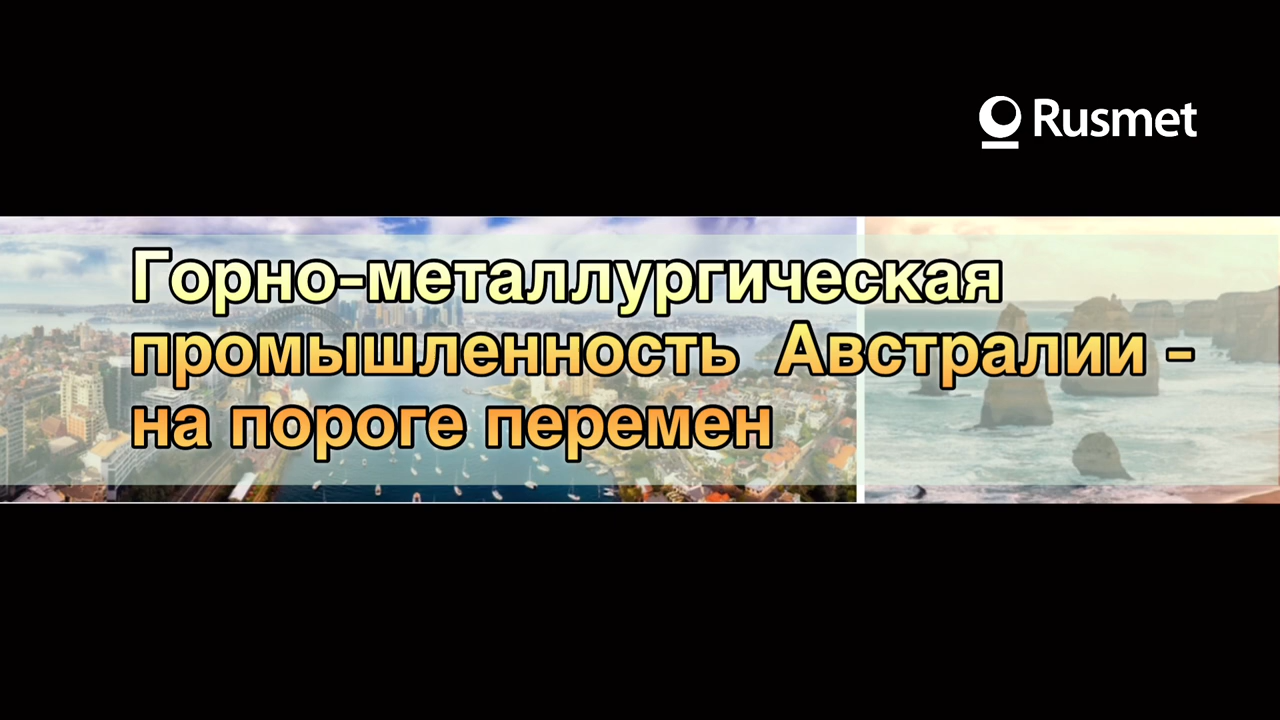 Rusmet
Горно-металлургическая
промышленность Австралии -
на пороге перемен